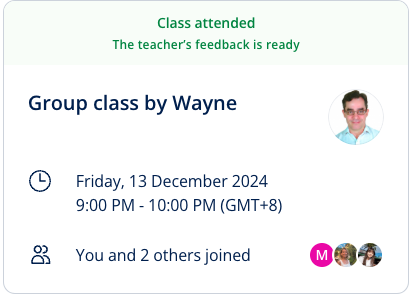 Class attended
The teacher’s feedback is ready
Group class by Wayne
Friday, 13 December 2024
9:00 PM - 10:00 PM (GMT+8)
You and 2 others joined
M